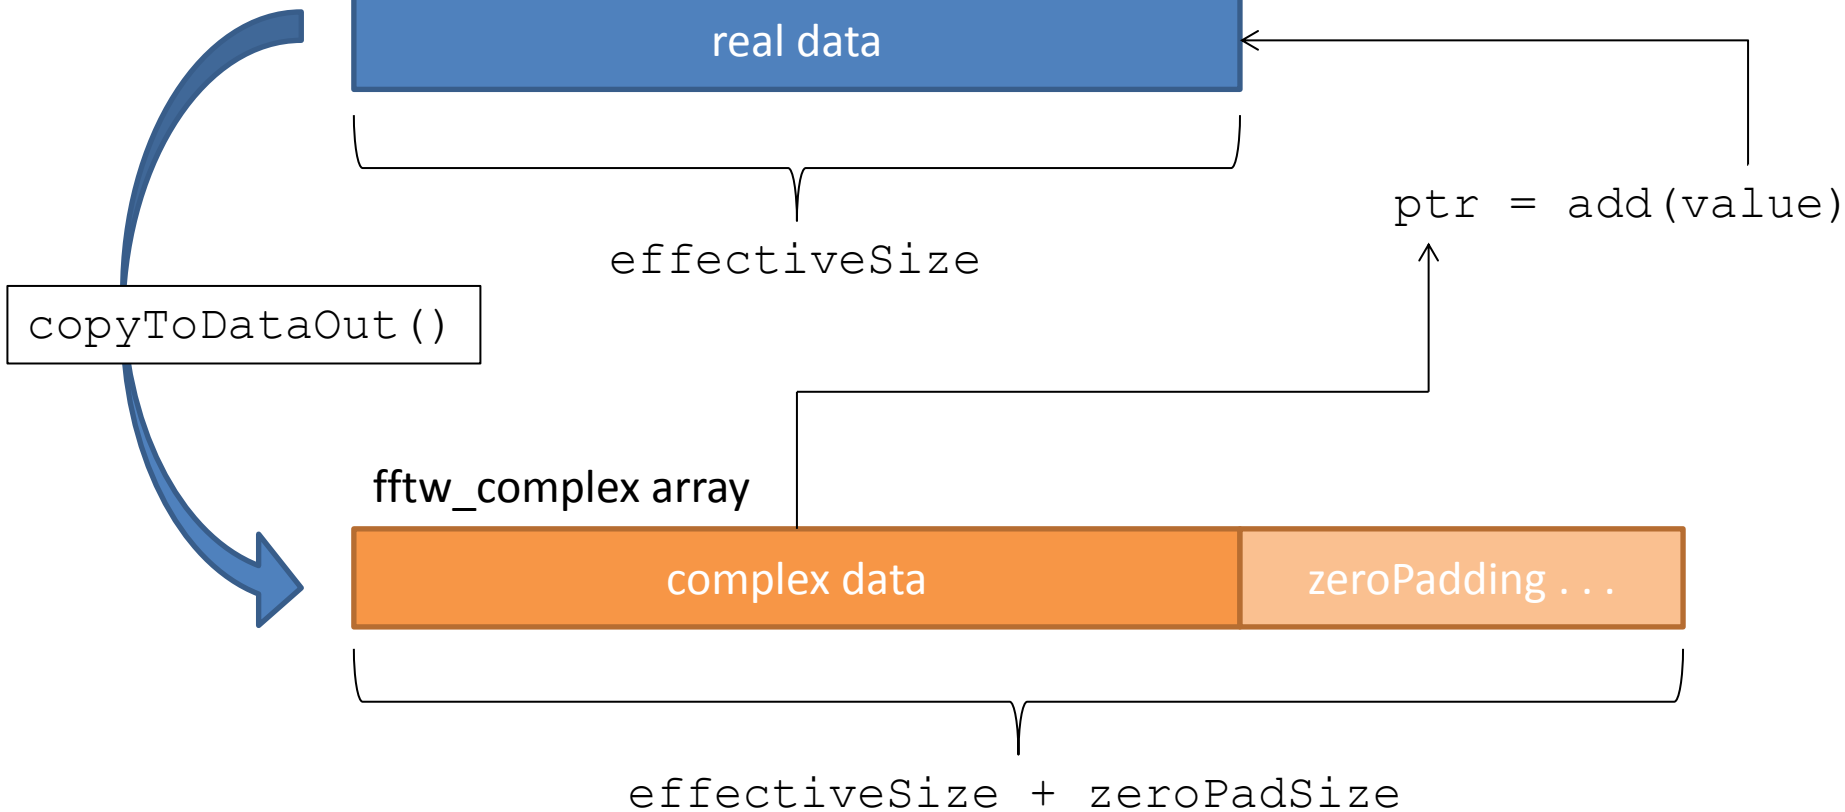 real data
ptr = add(value)
effectiveSize
copyToDataOut()
fftw_complex array
complex data
zeroPadding . . .
effectiveSize + zeroPadSize